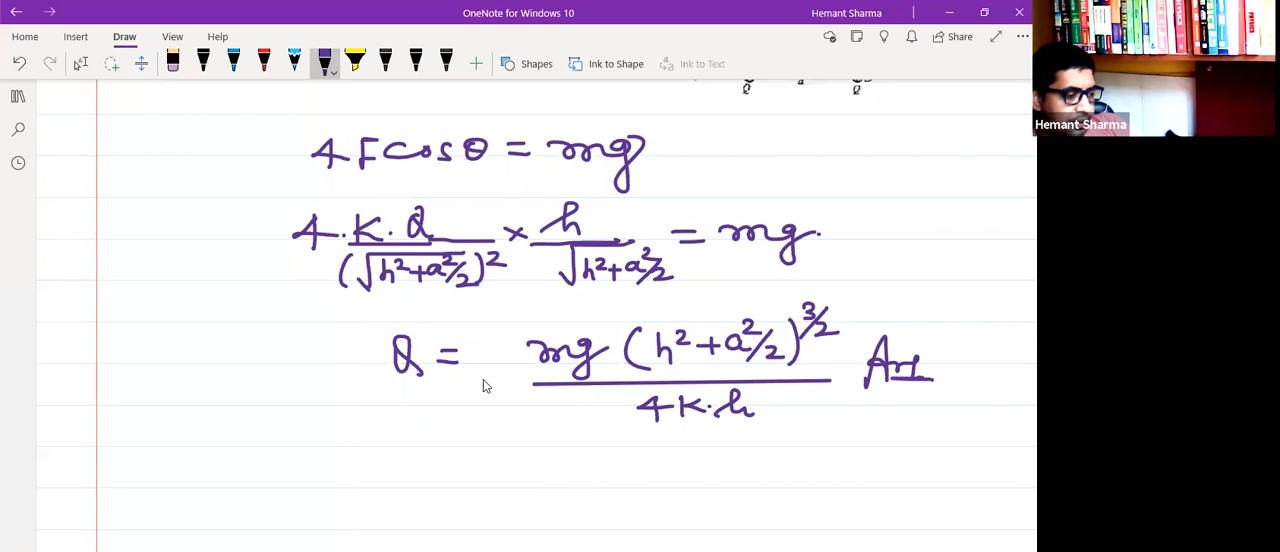 OneNote for Windows 10
Hemant Sharma
Home Insert Draw View Help
Share
Shapes Ink to Shape Ink to Text
Hemant Sharma
Q a Q
4 F cos θ = mg
4·K·Q/(√h²+a²/2)² × h/√h²+a²/2 = mg.
Q = mg (h²+a²/2)^3/2 / 4K·h Ans